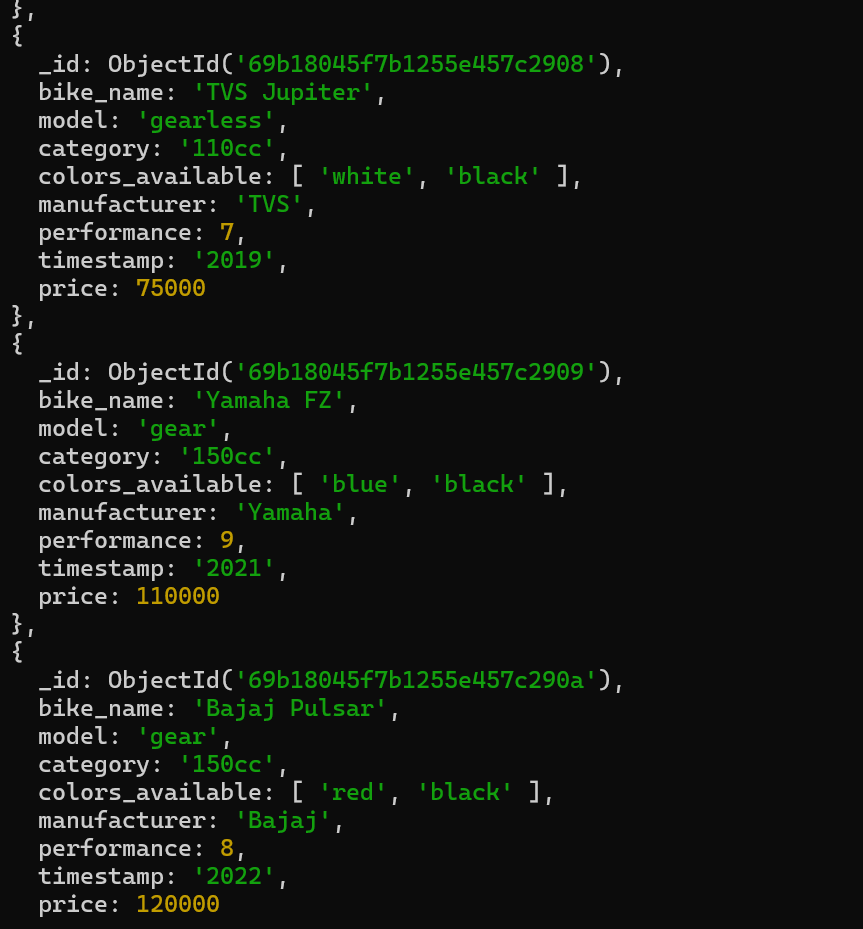 },
{
_id: ObjectId('69b18045f7b1255e457c2908'),
bike_name: 'TVS Jupiter',
model: 'gearless',
category: '110cc',
colors_available: [ 'white', 'black' ],
manufacturer: 'TVS',
performance: 7,
timestamp: '2019',
price: 75000
},
{
_id: ObjectId('69b18045f7b1255e457c2909'),
bike_name: 'Yamaha FZ',
model: 'gear',
category: '150cc',
colors_available: [ 'blue', 'black' ],
manufacturer: 'Yamaha',
performance: 9,
timestamp: '2021',
price: 110000
},
{
_id: ObjectId('69b18045f7b1255e457c290a'),
bike_name: 'Bajaj Pulsar',
model: 'gear',
category: '150cc',
colors_available: [ 'red', 'black' ],
manufacturer: 'Bajaj',
performance: 8,
timestamp: '2022',
price: 120000